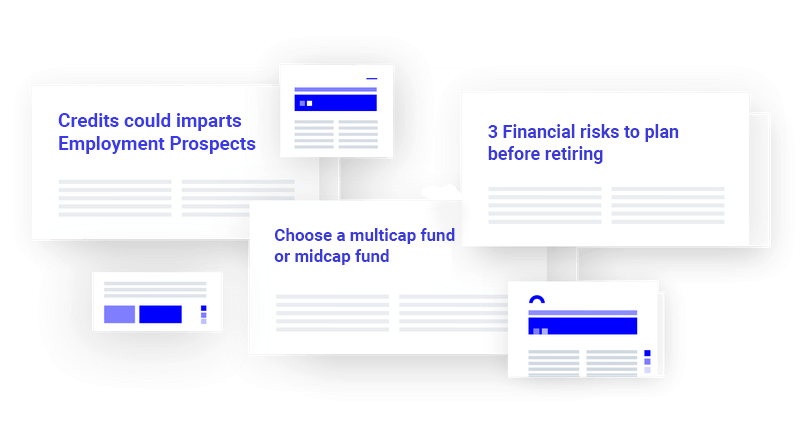 Credits could imparts
Employment Prospects
3 Financial risks to plan
before retiring
Choose a multicap fund
or midcap fund